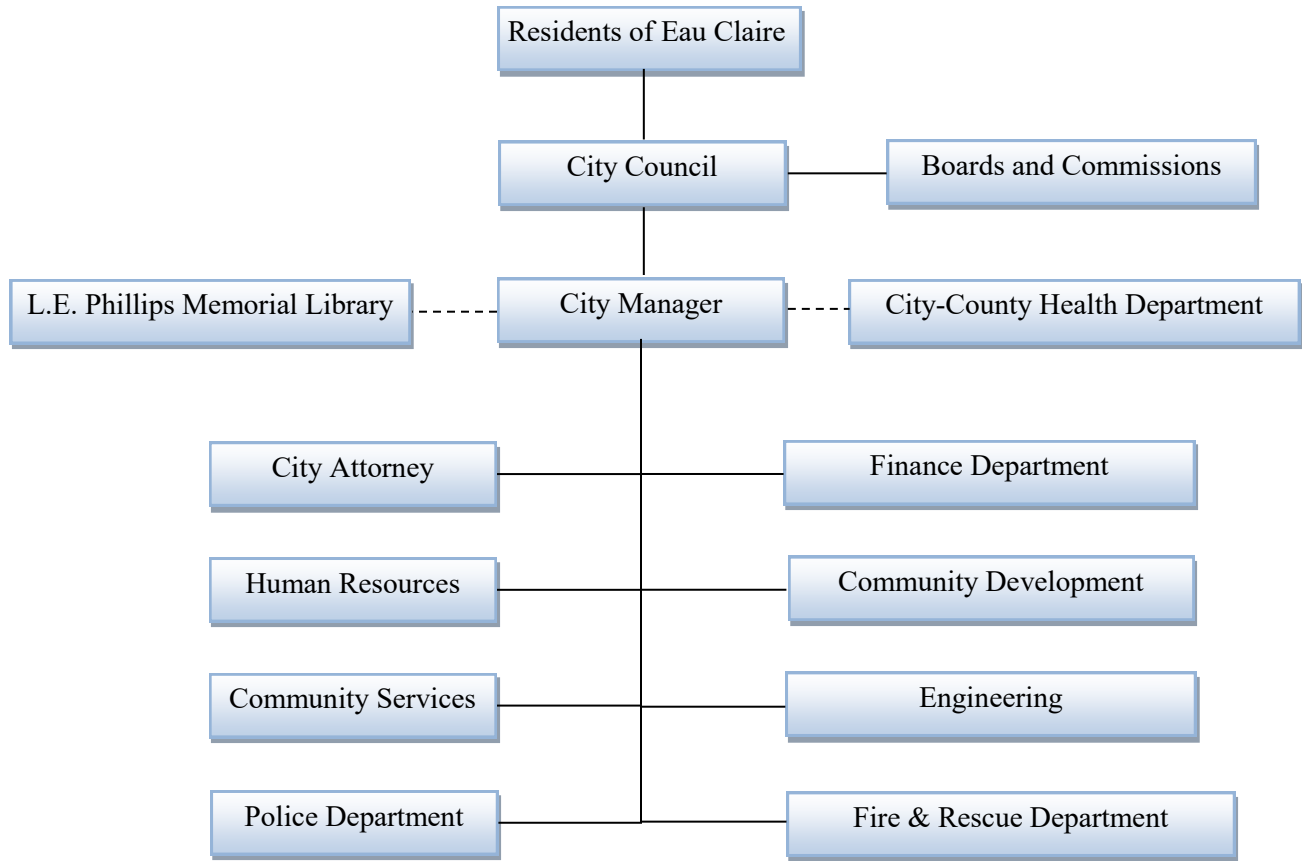 Residents of Eau Claire
City Council
Boards and Commissions
L.E. Phillips Memorial Library
City Manager
City-County Health Department
City Attorney
Finance Department
Human Resources
Community Development
Community Services
Engineering
Police Department
Fire & Rescue Department